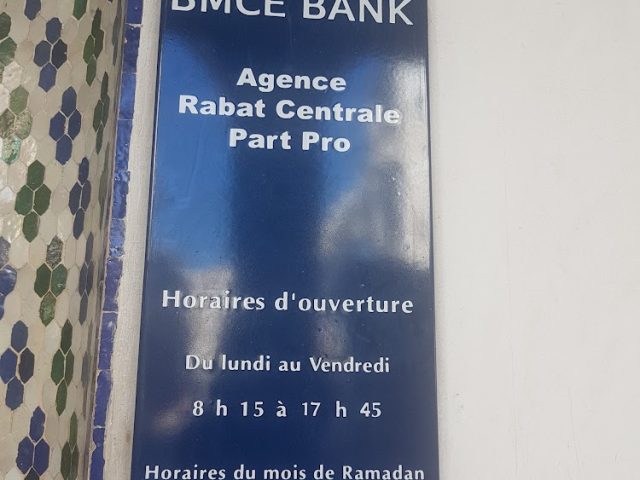 BMCE BANK
Agence
Rabat Centrale
Part Pro
Horaires d'ouverture
Du lundi au Vendredi
8 h 15 à 17 h 45
Horaires du mois de Ramadan